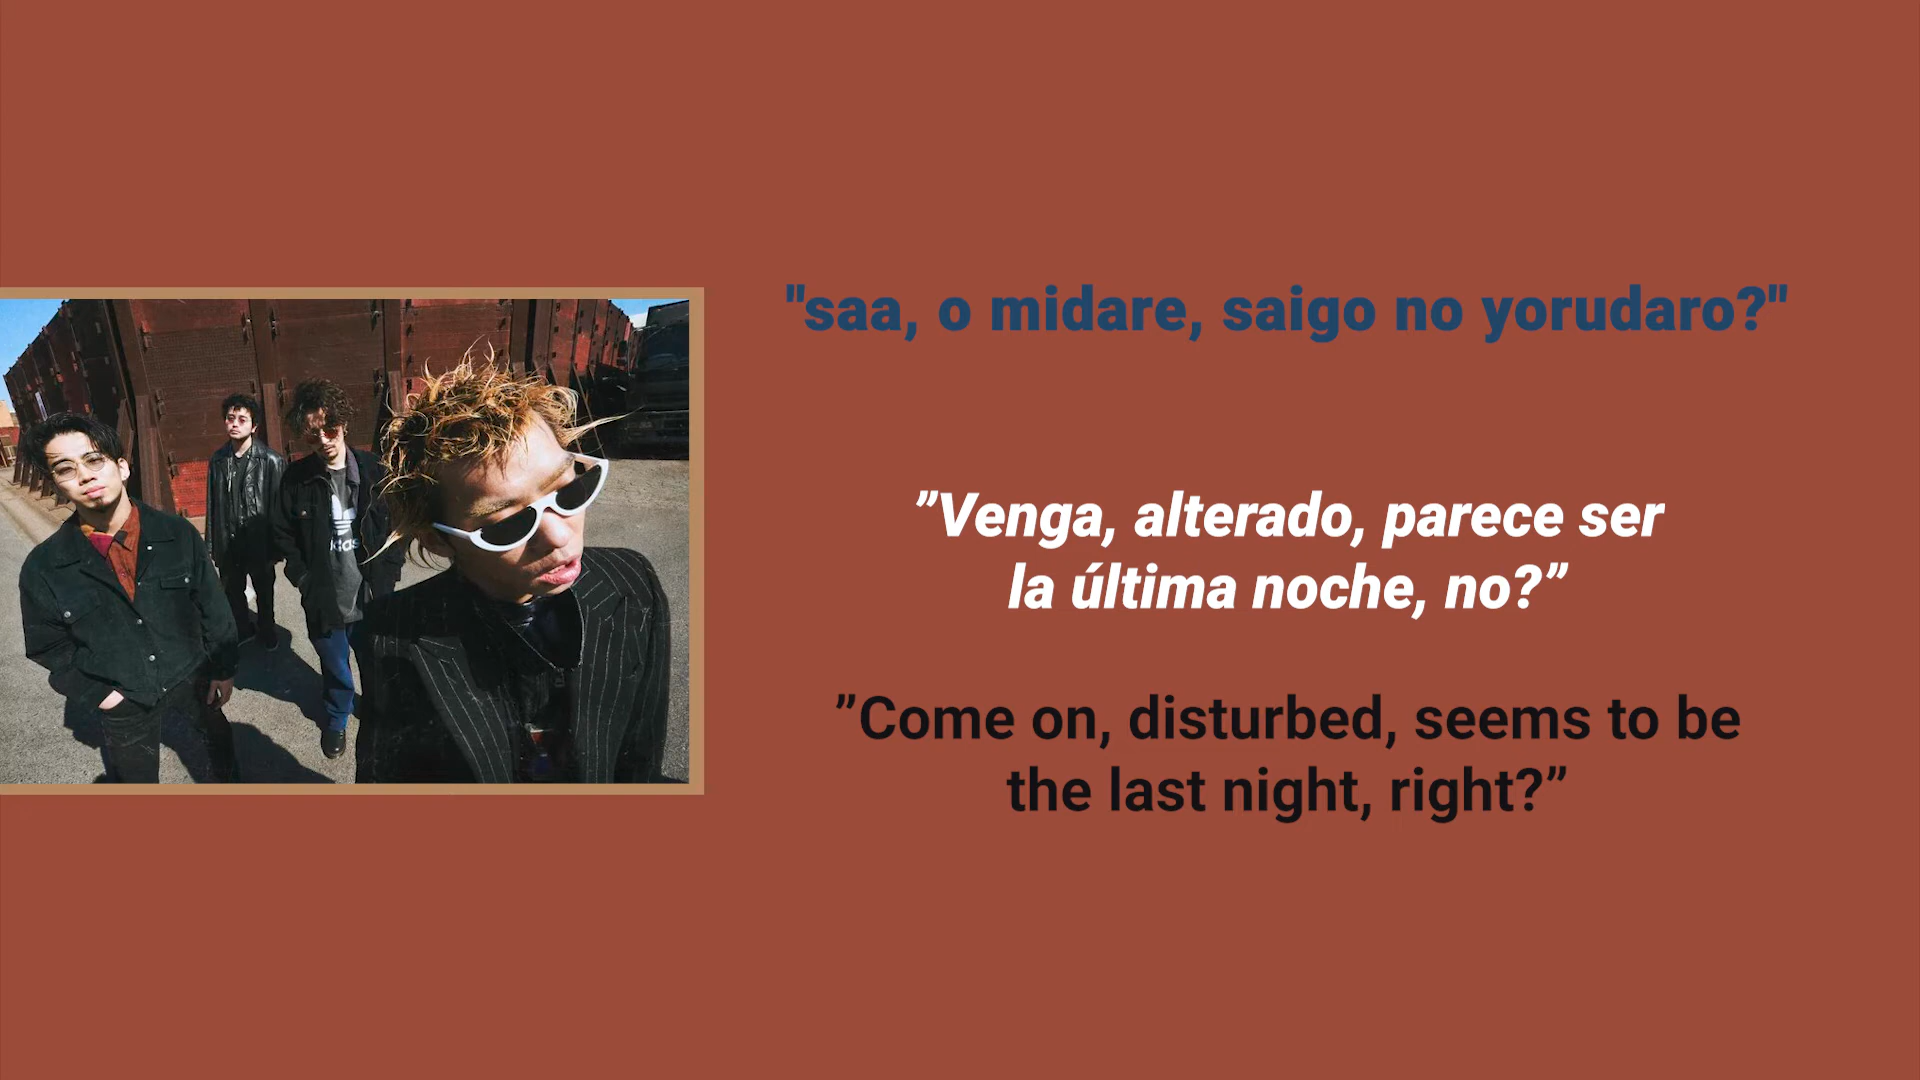 "saa, o midare, saigo no yorudaro?"
”Venga, alterado, parece ser
la última noche, no?”
”Come on, disturbed, seems to be
the last night, right?”